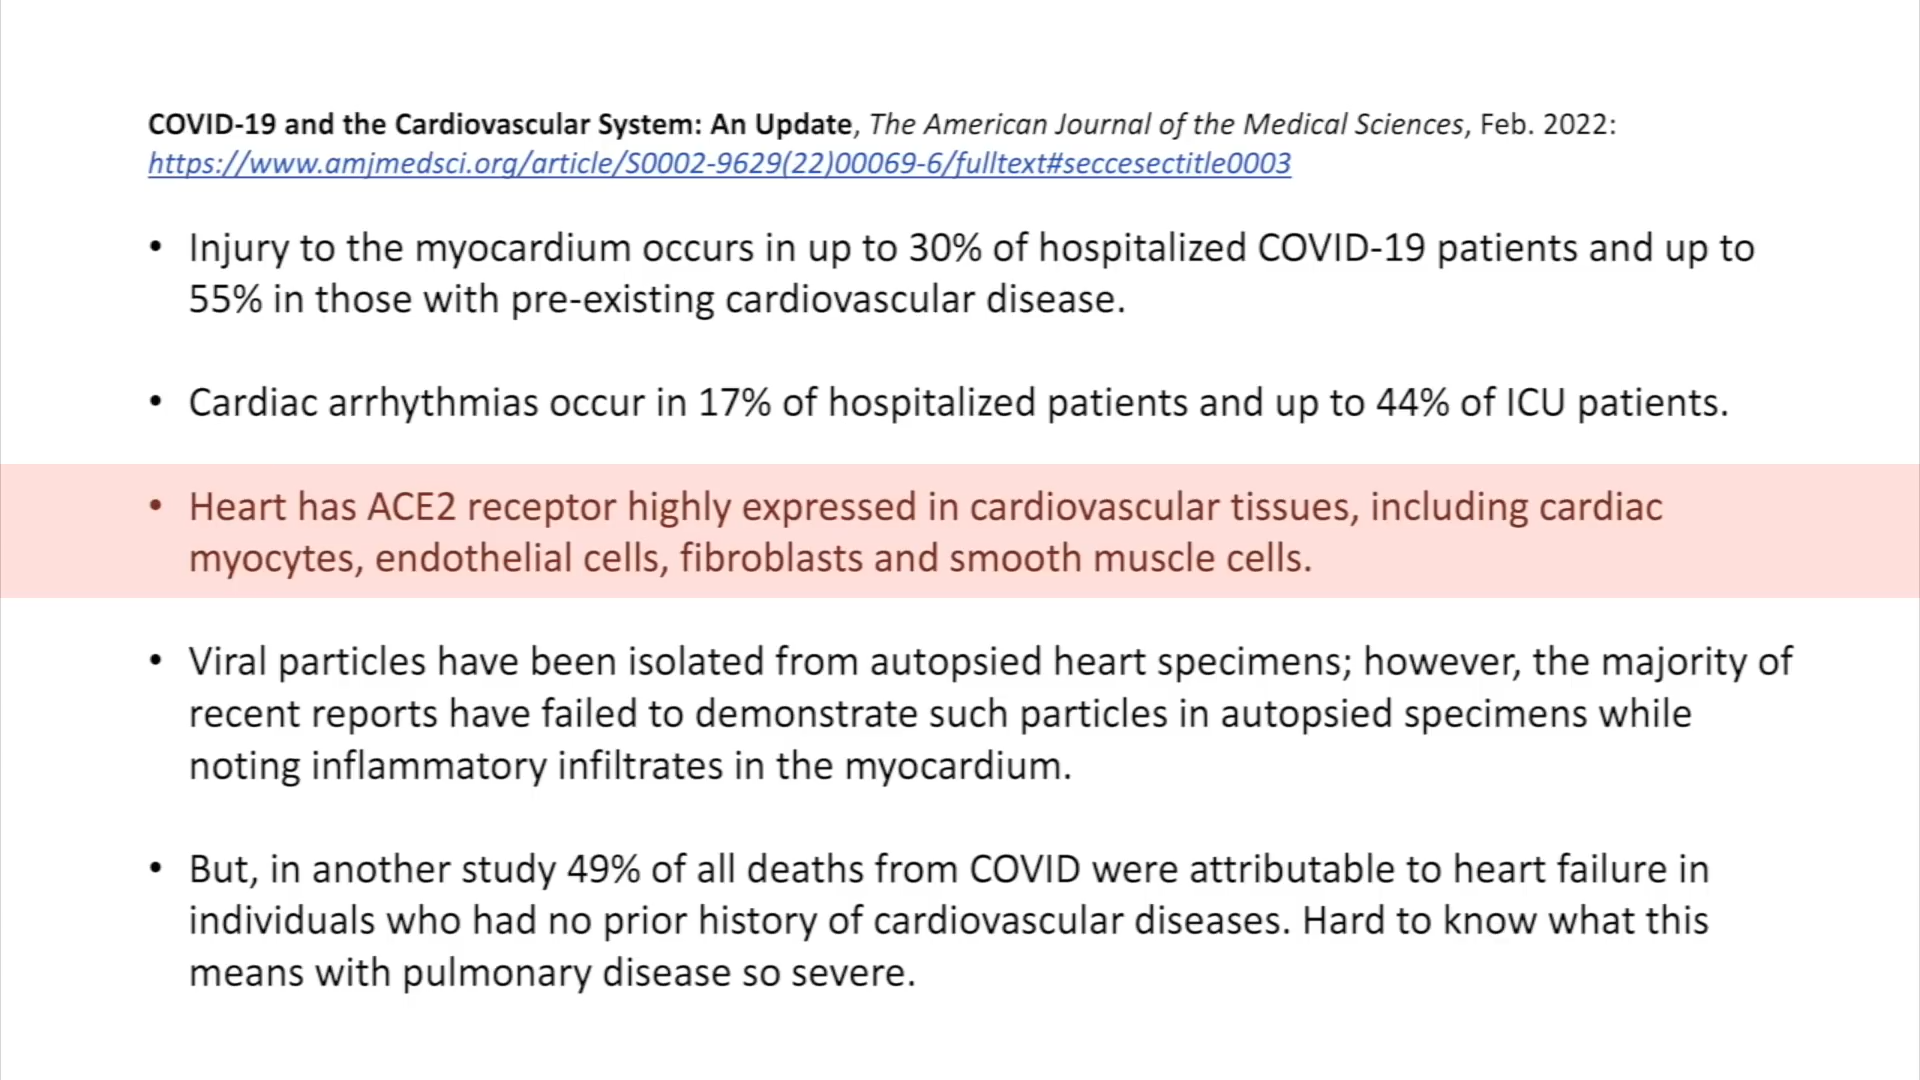 COVID-19 and the Cardiovascular System: An Update, The American Journal of the Medical Sciences, Feb. 2022:
https://www.amjmedsci.org/article/S0002-9629(22)00069-6/fulltext#seccesectitle0003
• Injury to the myocardium occurs in up to 30% of hospitalized COVID-19 patients and up to
55% in those with pre-existing cardiovascular disease.
• Cardiac arrhythmias occur in 17% of hospitalized patients and up to 44% of ICU patients.
• Heart has ACE2 receptor highly expressed in cardiovascular tissues, including cardiac
myocytes, endothelial cells, fibroblasts and smooth muscle cells.
• Viral particles have been isolated from autopsied heart specimens; however, the majority of
recent reports have failed to demonstrate such particles in autopsied specimens while
noting inflammatory infiltrates in the myocardium.
• But, in another study 49% of all deaths from COVID were attributable to heart failure in
individuals who had no prior history of cardiovascular diseases. Hard to know what this
means with pulmonary disease so severe.